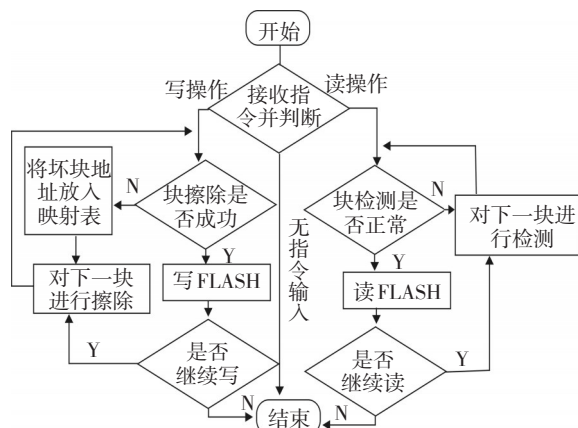 开始
写操作
读操作
接收指
令并判断
将坏块地
址放入
映射表
N
块擦除是
否成功
块检测是
否正常
N
对下一块进
行检测
无指令输入
Y
Y
对下一块
进行擦除
写FLASH
读FLASH
Y
是否
继续写
是否
继续读
Y
N
N
结束